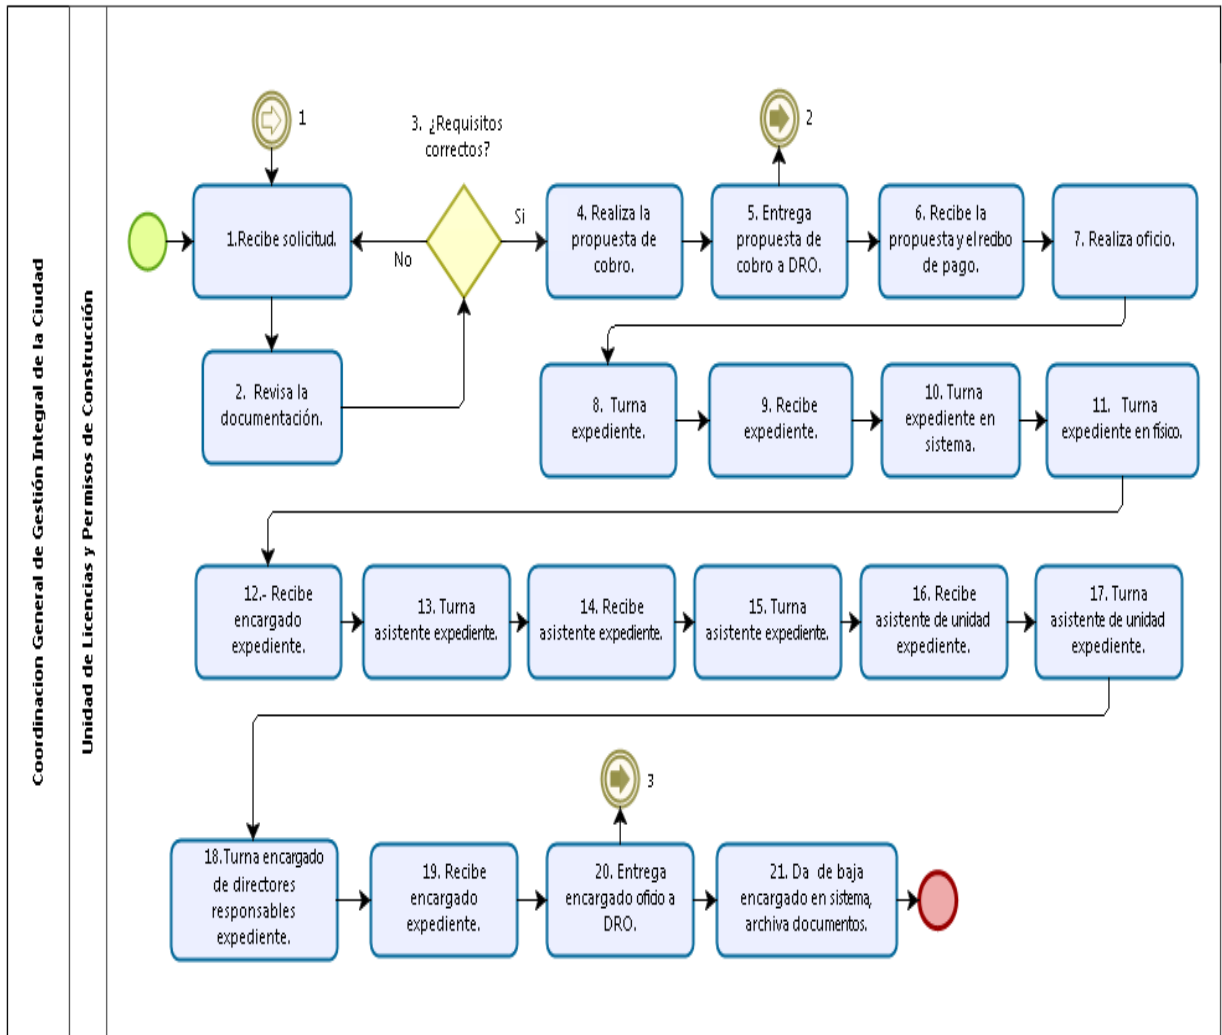 Coordinacion General de Gestión Integral de la Ciudad
Unidad de Licencias y Permisos de Construcción
1
3. ¿Requisitos
correctos?
2
1.Recibe solicitud.
No
Si
4. Realiza la
propuesta de
cobro.
5. Entrega
propuesta de
cobro a DRO.
6. Recibe la
propuesta y el recibo
de pago.
7. Realiza oficio.
2. Revisa la
documentación.
8. Turna
expediente.
9. Recibe
expediente.
10. Turna
expediente en
sistema.
11. Turna
expediente en físico.
12.- Recibe
encargado
expediente.
13. Turna
asistente expediente.
14. Recibe
asistente expediente.
15. Turna
asistente expediente.
16. Recibe
asistente de unidad
expediente.
17. Turna
asistente de unidad
expediente.
3
18.Turna encargado
de directores
responsables
expediente.
19. Recibe
encargado
expediente.
20. Entrega
encargado oficio a
DRO.
21. Da de baja
encargado en sistema,
archiva documentos.